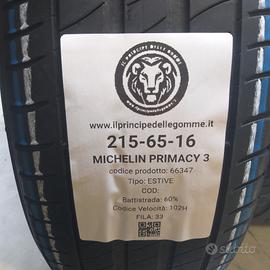 IL PRINCIPE DELLE GOMME
www.ilprincipedellegomme.it
215-65-16
MICHELIN PRIMACY 3
codice prodotto: 66347
Tipo: ESTIVE
COD:
Battistrada: 60%
Codice Velocità: 102H
FILA: 33
subito